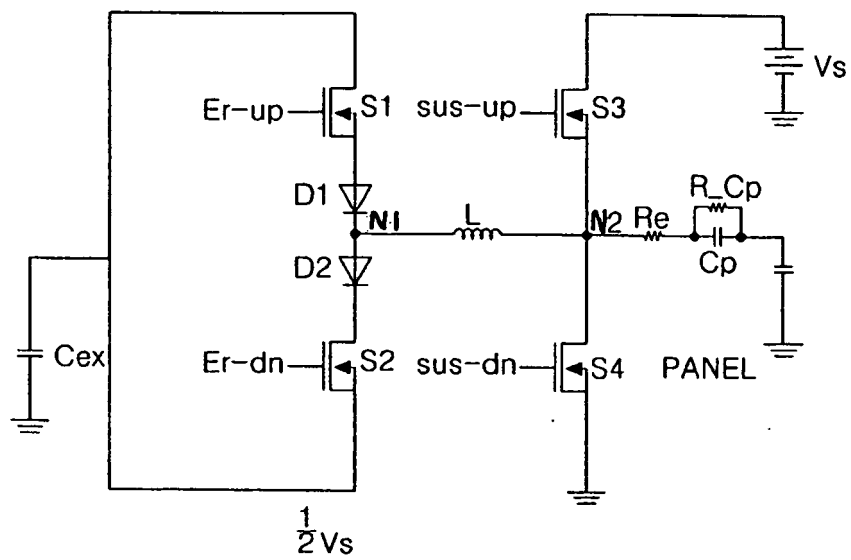 Er-up
S1
sus-up
S3
Vs
D1
N1
L
N2
Re
R_Cp
Cp
D2
Cex
Er-dn
S2
sus-dn
S4
PANEL
1/2 Vs